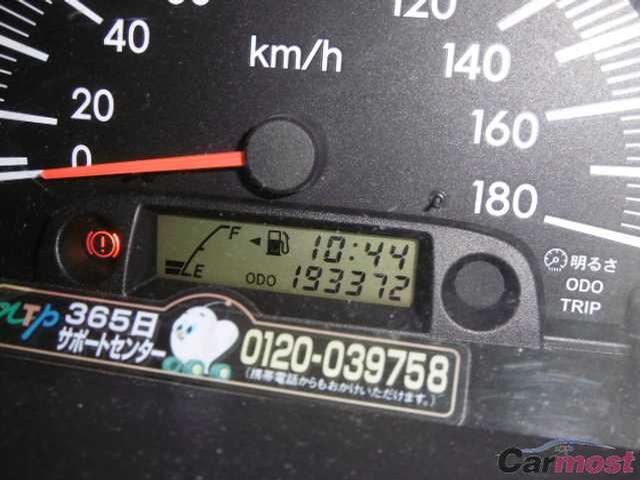 120
40
km/h
140
20
160
0
180
F
10:44
E
ODO 193372
明るさ
ODO
TRIP
365日
サポートセンター
0120-039758
(携帯電話からもおかけいただけます。)
Carmost